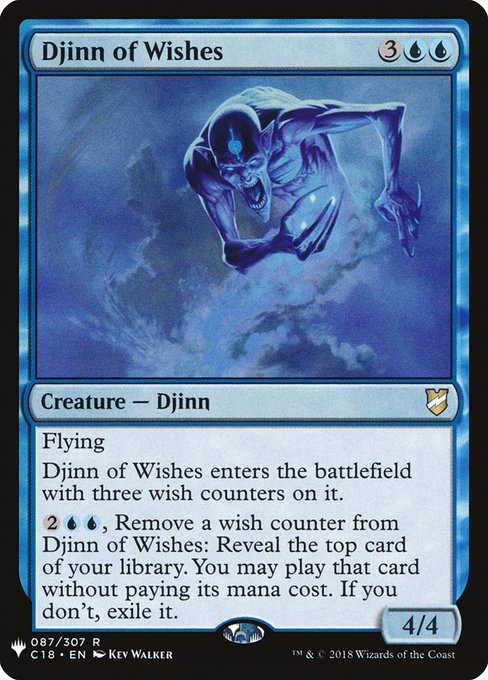 Djinn of Wishes 3
Creature — Djinn
Flying
Djinn of Wishes enters the battlefield
with three wish counters on it.
2, Remove a wish counter from
Djinn of Wishes: Reveal the top card
of your library. You may play that card
without paying its mana cost. If you
don't, exile it.
4/4
087/307 R
C18 • EN Kev Walker
™ & © 2018 Wizards of the Coast